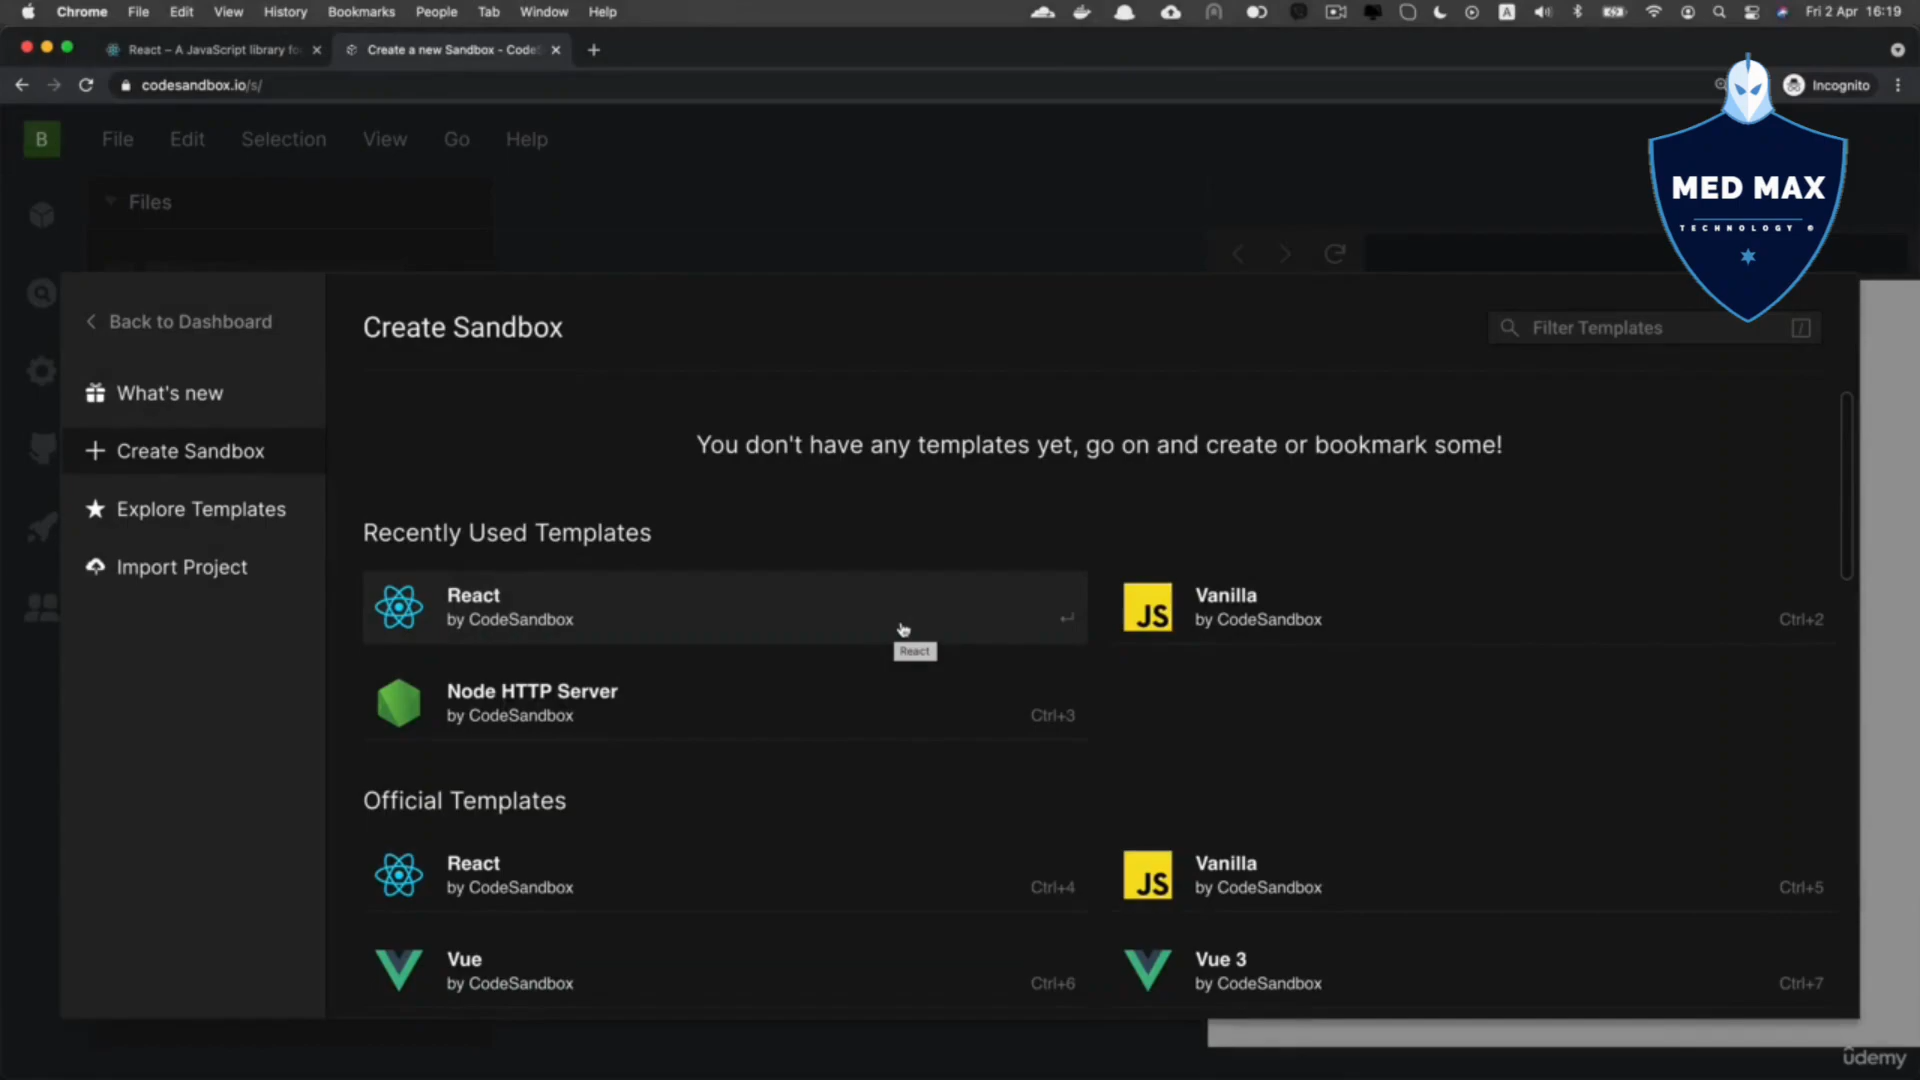 Chrome File Edit View History Bookmarks People Tab Window Help
A
Fri 2 Apr 16:19
React – A JavaScript library fo
Create a new Sandbox - Code
codesandbox.io/s/
Incognito
B
File Edit Selection View Go Help
MED MAX
TECHNOLOGY ®
Files
Back to Dashboard
What's new
Create Sandbox
Explore Templates
Import Project
Create Sandbox
Filter Templates
/
You don't have any templates yet, go on and create or bookmark some!
Recently Used Templates
React
by CodeSandbox
React
JS
Vanilla
by CodeSandbox
Ctrl+2
Node HTTP Server
by CodeSandbox
Ctrl+3
Official Templates
React
by CodeSandbox
Ctrl+4
JS
Vanilla
by CodeSandbox
Ctrl+5
Vue
by CodeSandbox
Ctrl+6
Vue 3
by CodeSandbox
Ctrl+7
ûdemy